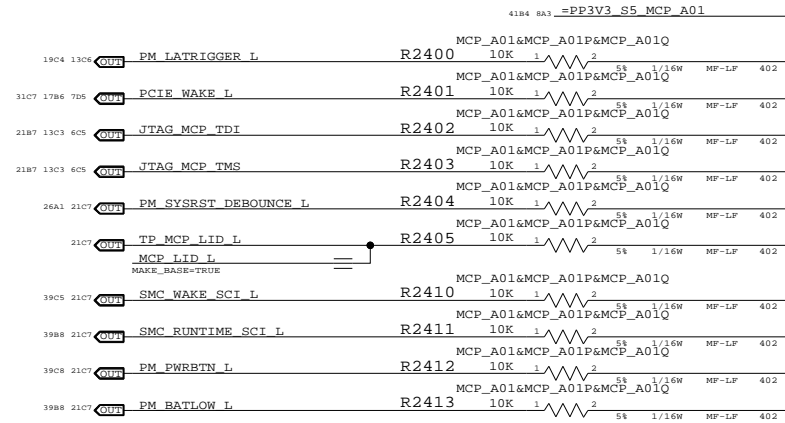 41B4 8A3 =PP3V3_S5_MCP_A01
MCP_A01&MCP_A01P&MCP_A01Q
19C4 13C6 OUT PM_LATRIGGER_L R2400 10K 1 2
5% 1/16W MF-LF 402
MCP_A01&MCP_A01P&MCP_A01Q
31C7 17B6 7D5 OUT PCIE_WAKE_L R2401 10K 1 2
5% 1/16W MF-LF 402
MCP_A01&MCP_A01P&MCP_A01Q
21B7 13C3 6C5 OUT JTAG_MCP_TDI R2402 10K 1 2
5% 1/16W MF-LF 402
MCP_A01&MCP_A01P&MCP_A01Q
21B7 13C3 6C5 OUT JTAG_MCP_TMS R2403 10K 1 2
5% 1/16W MF-LF 402
MCP_A01&MCP_A01P&MCP_A01Q
26A1 21C7 OUT PM_SYSRST_DEBOUNCE_L R2404 10K 1 2
5% 1/16W MF-LF 402
MCP_A01&MCP_A01P&MCP_A01Q
21C7 OUT TP_MCP_LID_L R2405 10K 1 2
5% 1/16W MF-LF 402
MCP_LID_L
MAKE_BASE=TRUE
MCP_A01&MCP_A01P&MCP_A01Q
39C5 21C7 OUT SMC_WAKE_SCI_L R2410 10K 1 2
5% 1/16W MF-LF 402
MCP_A01&MCP_A01P&MCP_A01Q
39B8 21C7 OUT SMC_RUNTIME_SCI_L R2411 10K 1 2
5% 1/16W MF-LF 402
MCP_A01&MCP_A01P&MCP_A01Q
39C8 21C7 OUT PM_PWRBTN_L R2412 10K 1 2
5% 1/16W MF-LF 402
MCP_A01&MCP_A01P&MCP_A01Q
39B8 21C7 OUT PM_BATLOW_L R2413 10K 1 2
5% 1/16W MF-LF 402